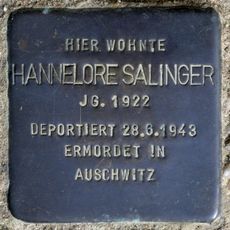 HIER WOHNTE
HANNELORE SALINGER
JG. 1922
DEPORTIERT 28.6.1943
ERMORDET IN
AUSCHWITZ